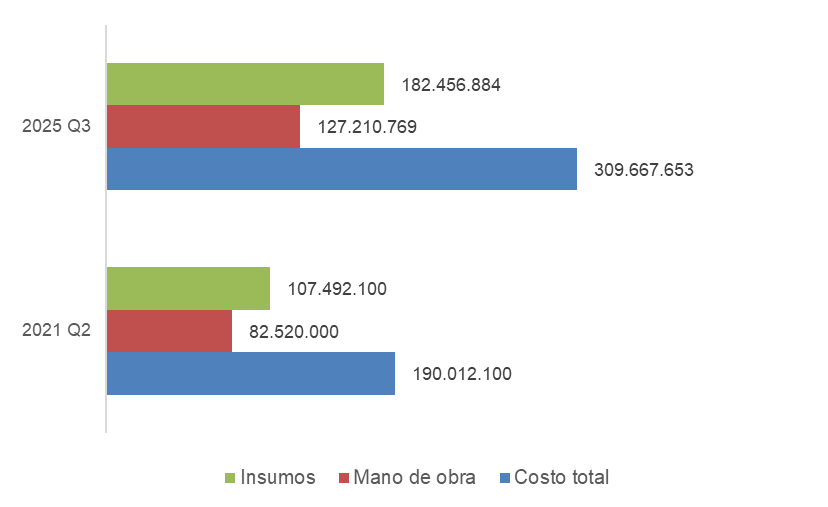 182.456.884
2025 Q3
127.210.769
309.667.653
107.492.100
2021 Q2
82.520.000
190.012.100
Insumos Mano de obra Costo total